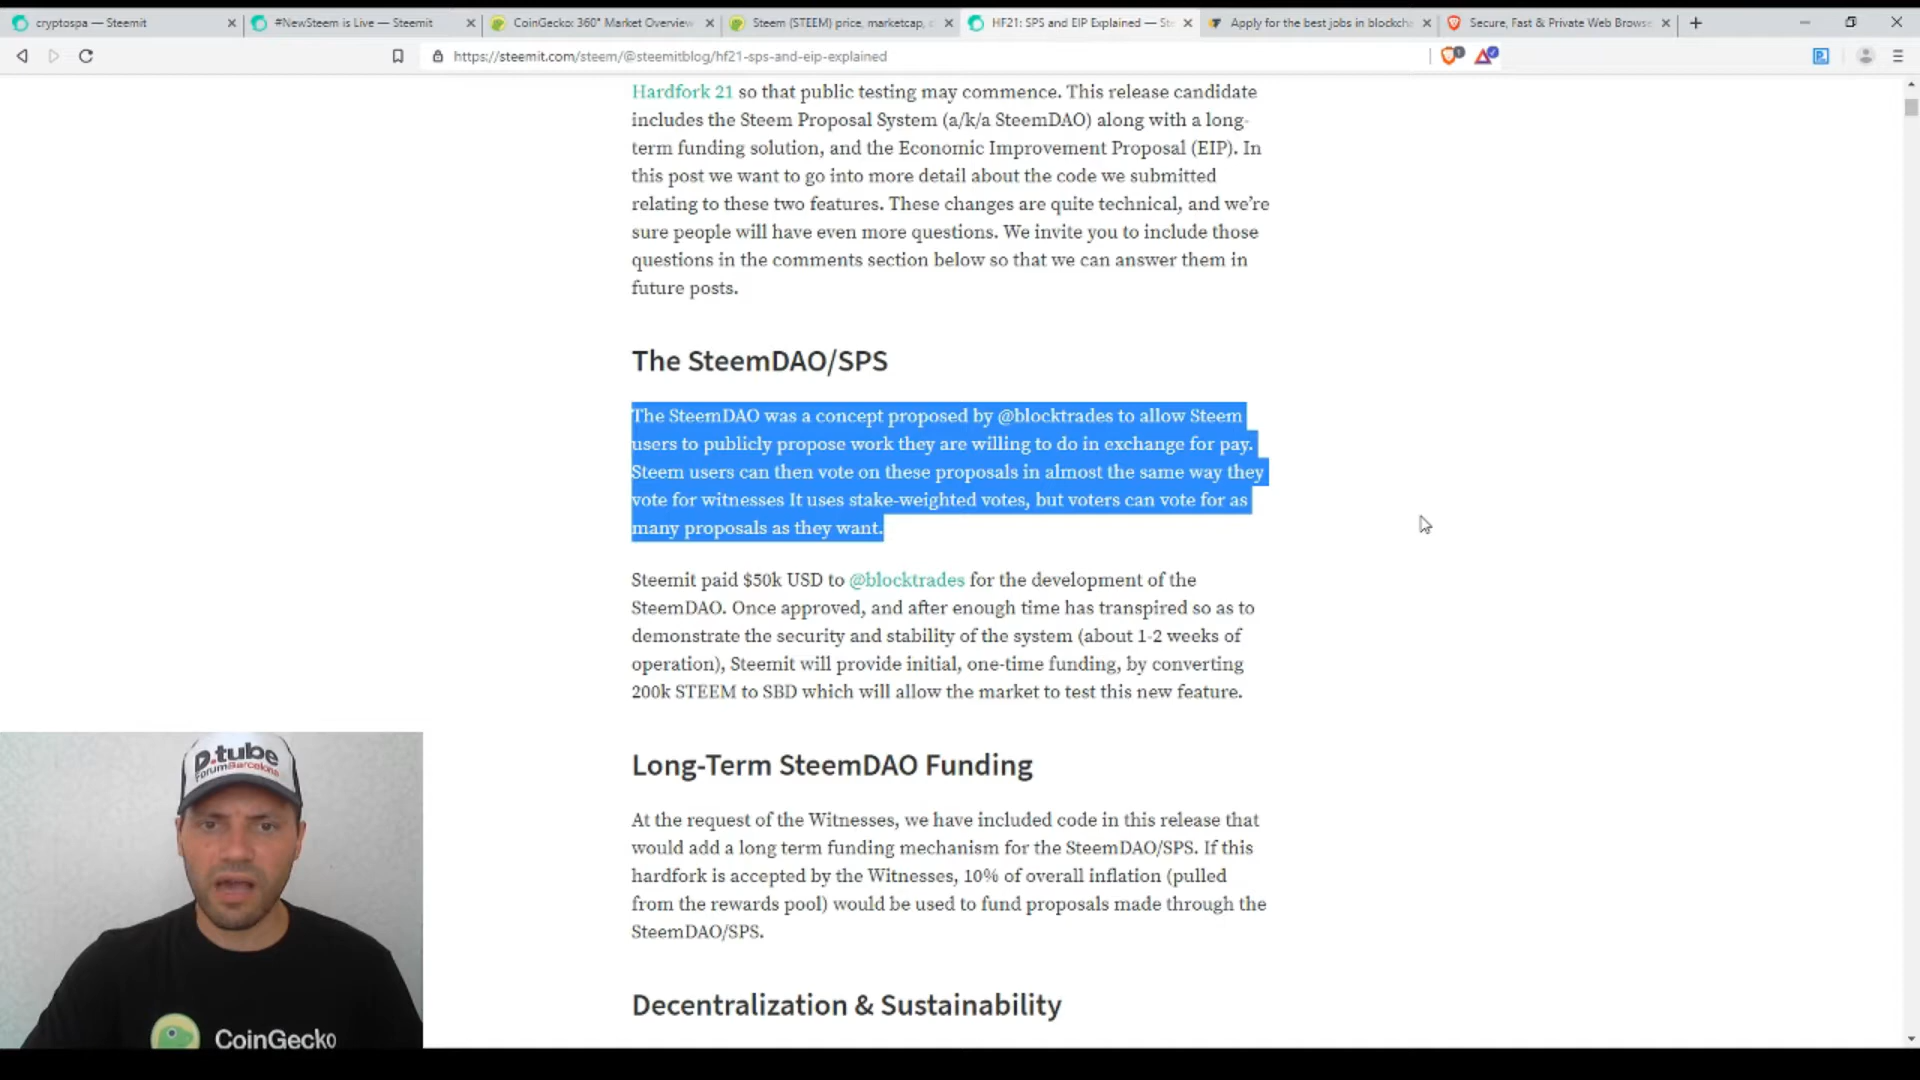 cryptospa — Steemit
#NewSteem is Live — Steemit
CoinGecko: 360° Market Overview
Steem (STEEM) price, marketcap,
HF21: SPS and EIP Explained — Ste
Apply for the best jobs in blockch
Secure, Fast & Private Web Brows
https://steemit.com/steem/@steemitblog/hf21-sps-and-eip-explained
Hardfork 21 so that public testing may commence. This release candidate
includes the Steem Proposal System (a/k/a SteemDAO) along with a long-
term funding solution, and the Economic Improvement Proposal (EIP). In
this post we want to go into more detail about the code we submitted
relating to these two features. These changes are quite technical, and we’re
sure people will have even more questions. We invite you to include those
questions in the comments section below so that we can answer them in
future posts.
The SteemDAO/SPS
The SteemDAO was a concept proposed by @blocktrades to allow Steem
users to publicly propose work they are willing to do in exchange for pay.
Steem users can then vote on these proposals in almost the same way they
vote for witnesses It uses stake-weighted votes, but voters can vote for as
many proposals as they want.
Steemit paid $50k USD to @blocktrades for the development of the
SteemDAO. Once approved, and after enough time has transpired so as to
demonstrate the security and stability of the system (about 1-2 weeks of
operation), Steemit will provide initial, one-time funding, by converting
200k STEEM to SBD which will allow the market to test this new feature.
Long-Term SteemDAO Funding
At the request of the Witnesses, we have included code in this release that
would add a long term funding mechanism for the SteemDAO/SPS. If this
hardfork is accepted by the Witnesses, 10% of overall inflation (pulled
from the rewards pool) would be used to fund proposals made through the
SteemDAO/SPS.
Decentralization & Sustainability
D.tube
ForumBarcelona
CoinGecko